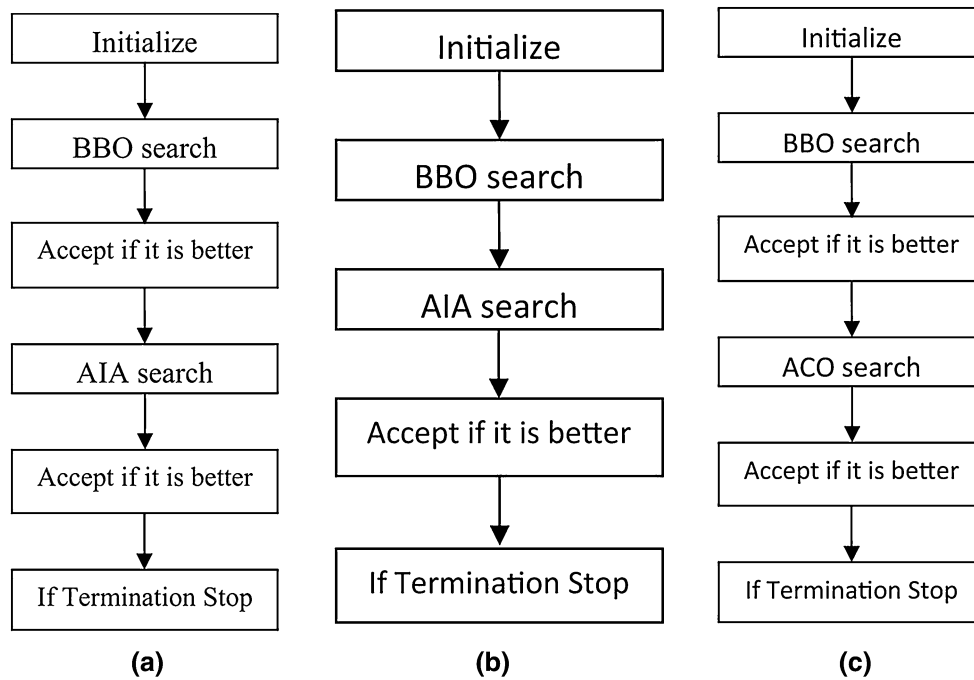 Initialize
BBO search
Accept if it is better
AIA search
Accept if it is better
If Termination Stop
(a)
Initialize
BBO search
AIA search
Accept if it is better
If Termination Stop
(b)
Initialize
BBO search
Accept if it is better
ACO search
Accept if it is better
If Termination Stop
(c)